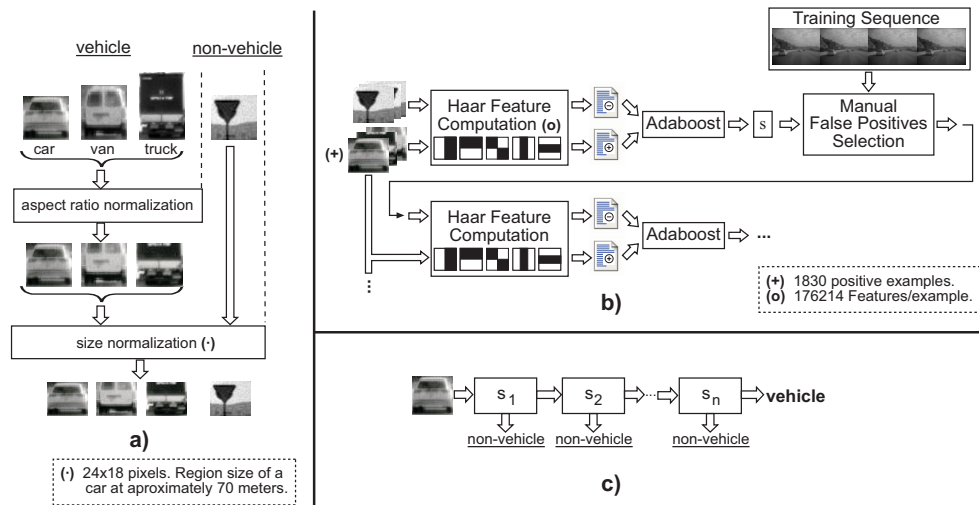 vehicle non-vehicle
car van truck
aspect ratio normalization
size normalization (·)
a)
(·) 24x18 pixels. Region size of a
car at aproximately 70 meters.
Training Sequence
Haar Feature
Computation (o)
(+)
Adaboost
s
Manual
False Positives
Selection
Haar Feature
Computation
Adaboost
...
b)
(+) 1830 positive examples.
(o) 176214 Features/example.
s1 s2 ... sn vehicle
non-vehicle non-vehicle non-vehicle
c)